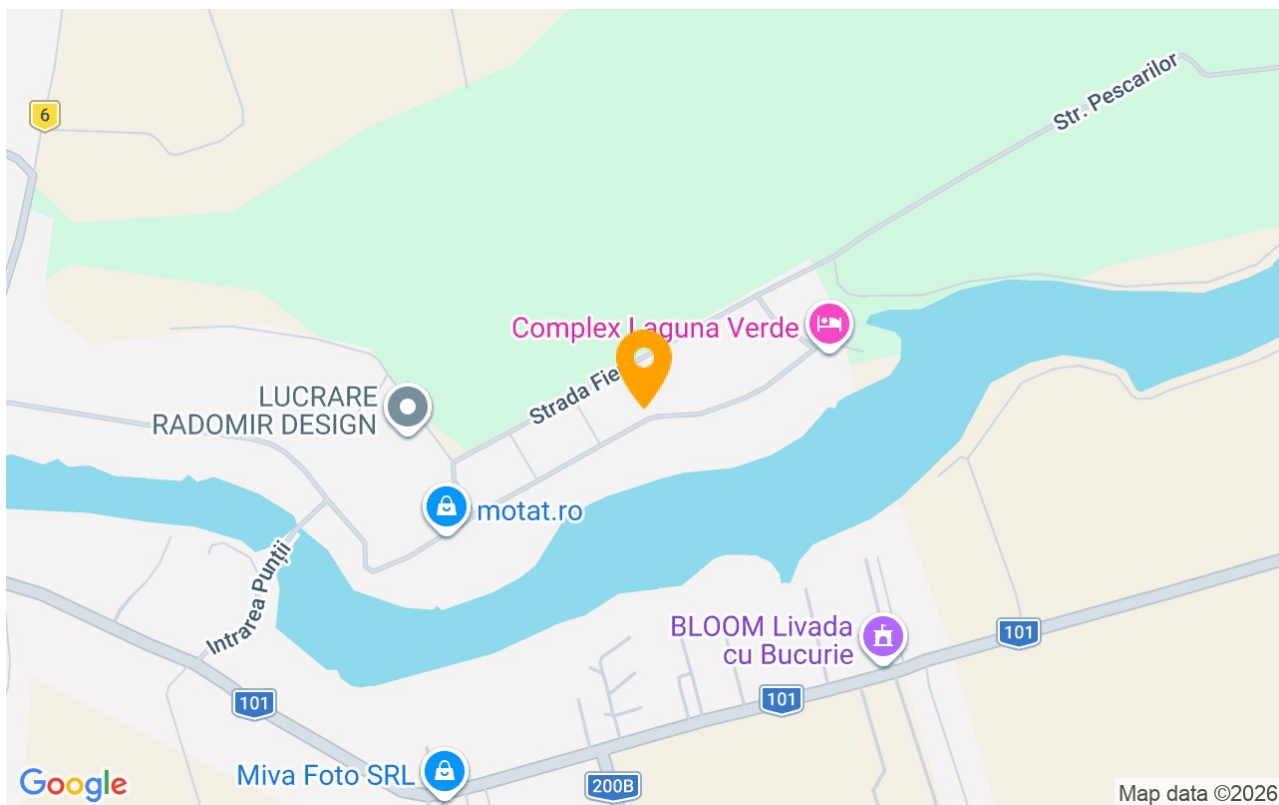 6
Str. Pescarilor
Complex Laguna Verde
Strada Fie
LUCRARE
RADOMIR DESIGN
motat.ro
Intrarea Punții
BLOOM Livada
cu Bucurie
101
101
101
Miva Foto SRL
200B
Google
Map data ©2026